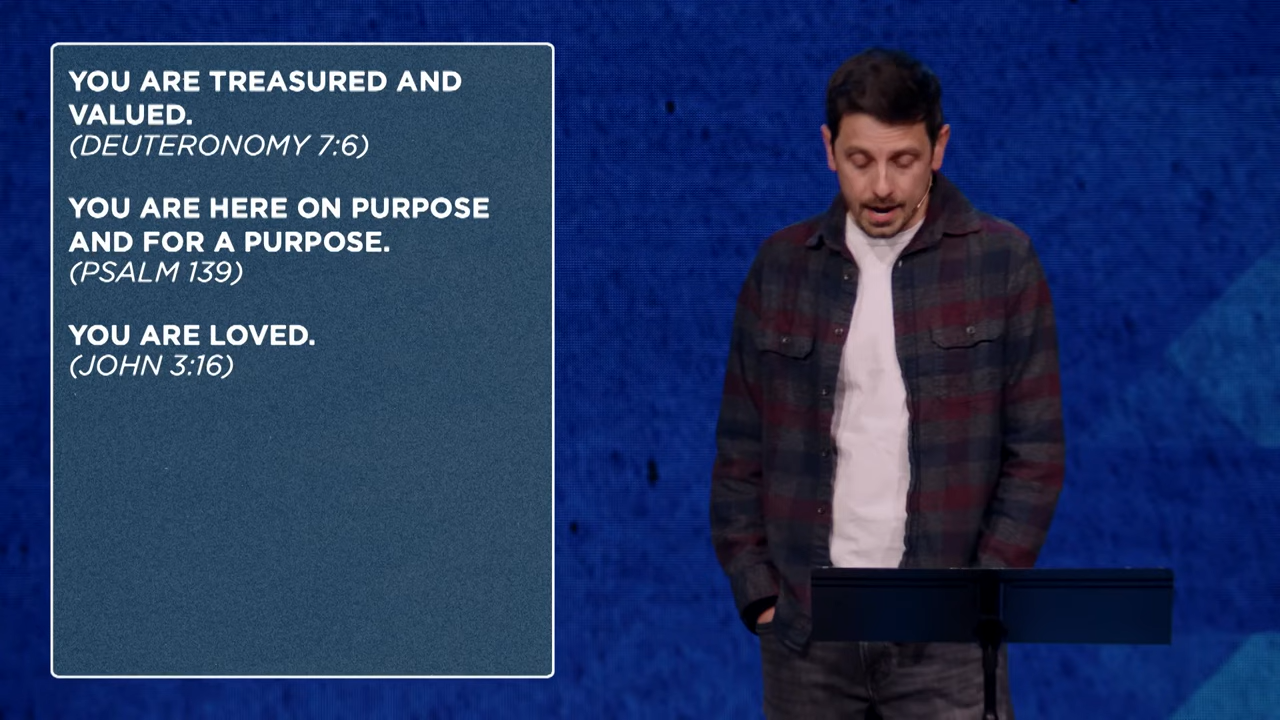 YOU ARE TREASURED AND
VALUED.
(DEUTERONOMY 7:6)
YOU ARE HERE ON PURPOSE
AND FOR A PURPOSE.
(PSALM 139)
YOU ARE LOVED.
(JOHN 3:16)